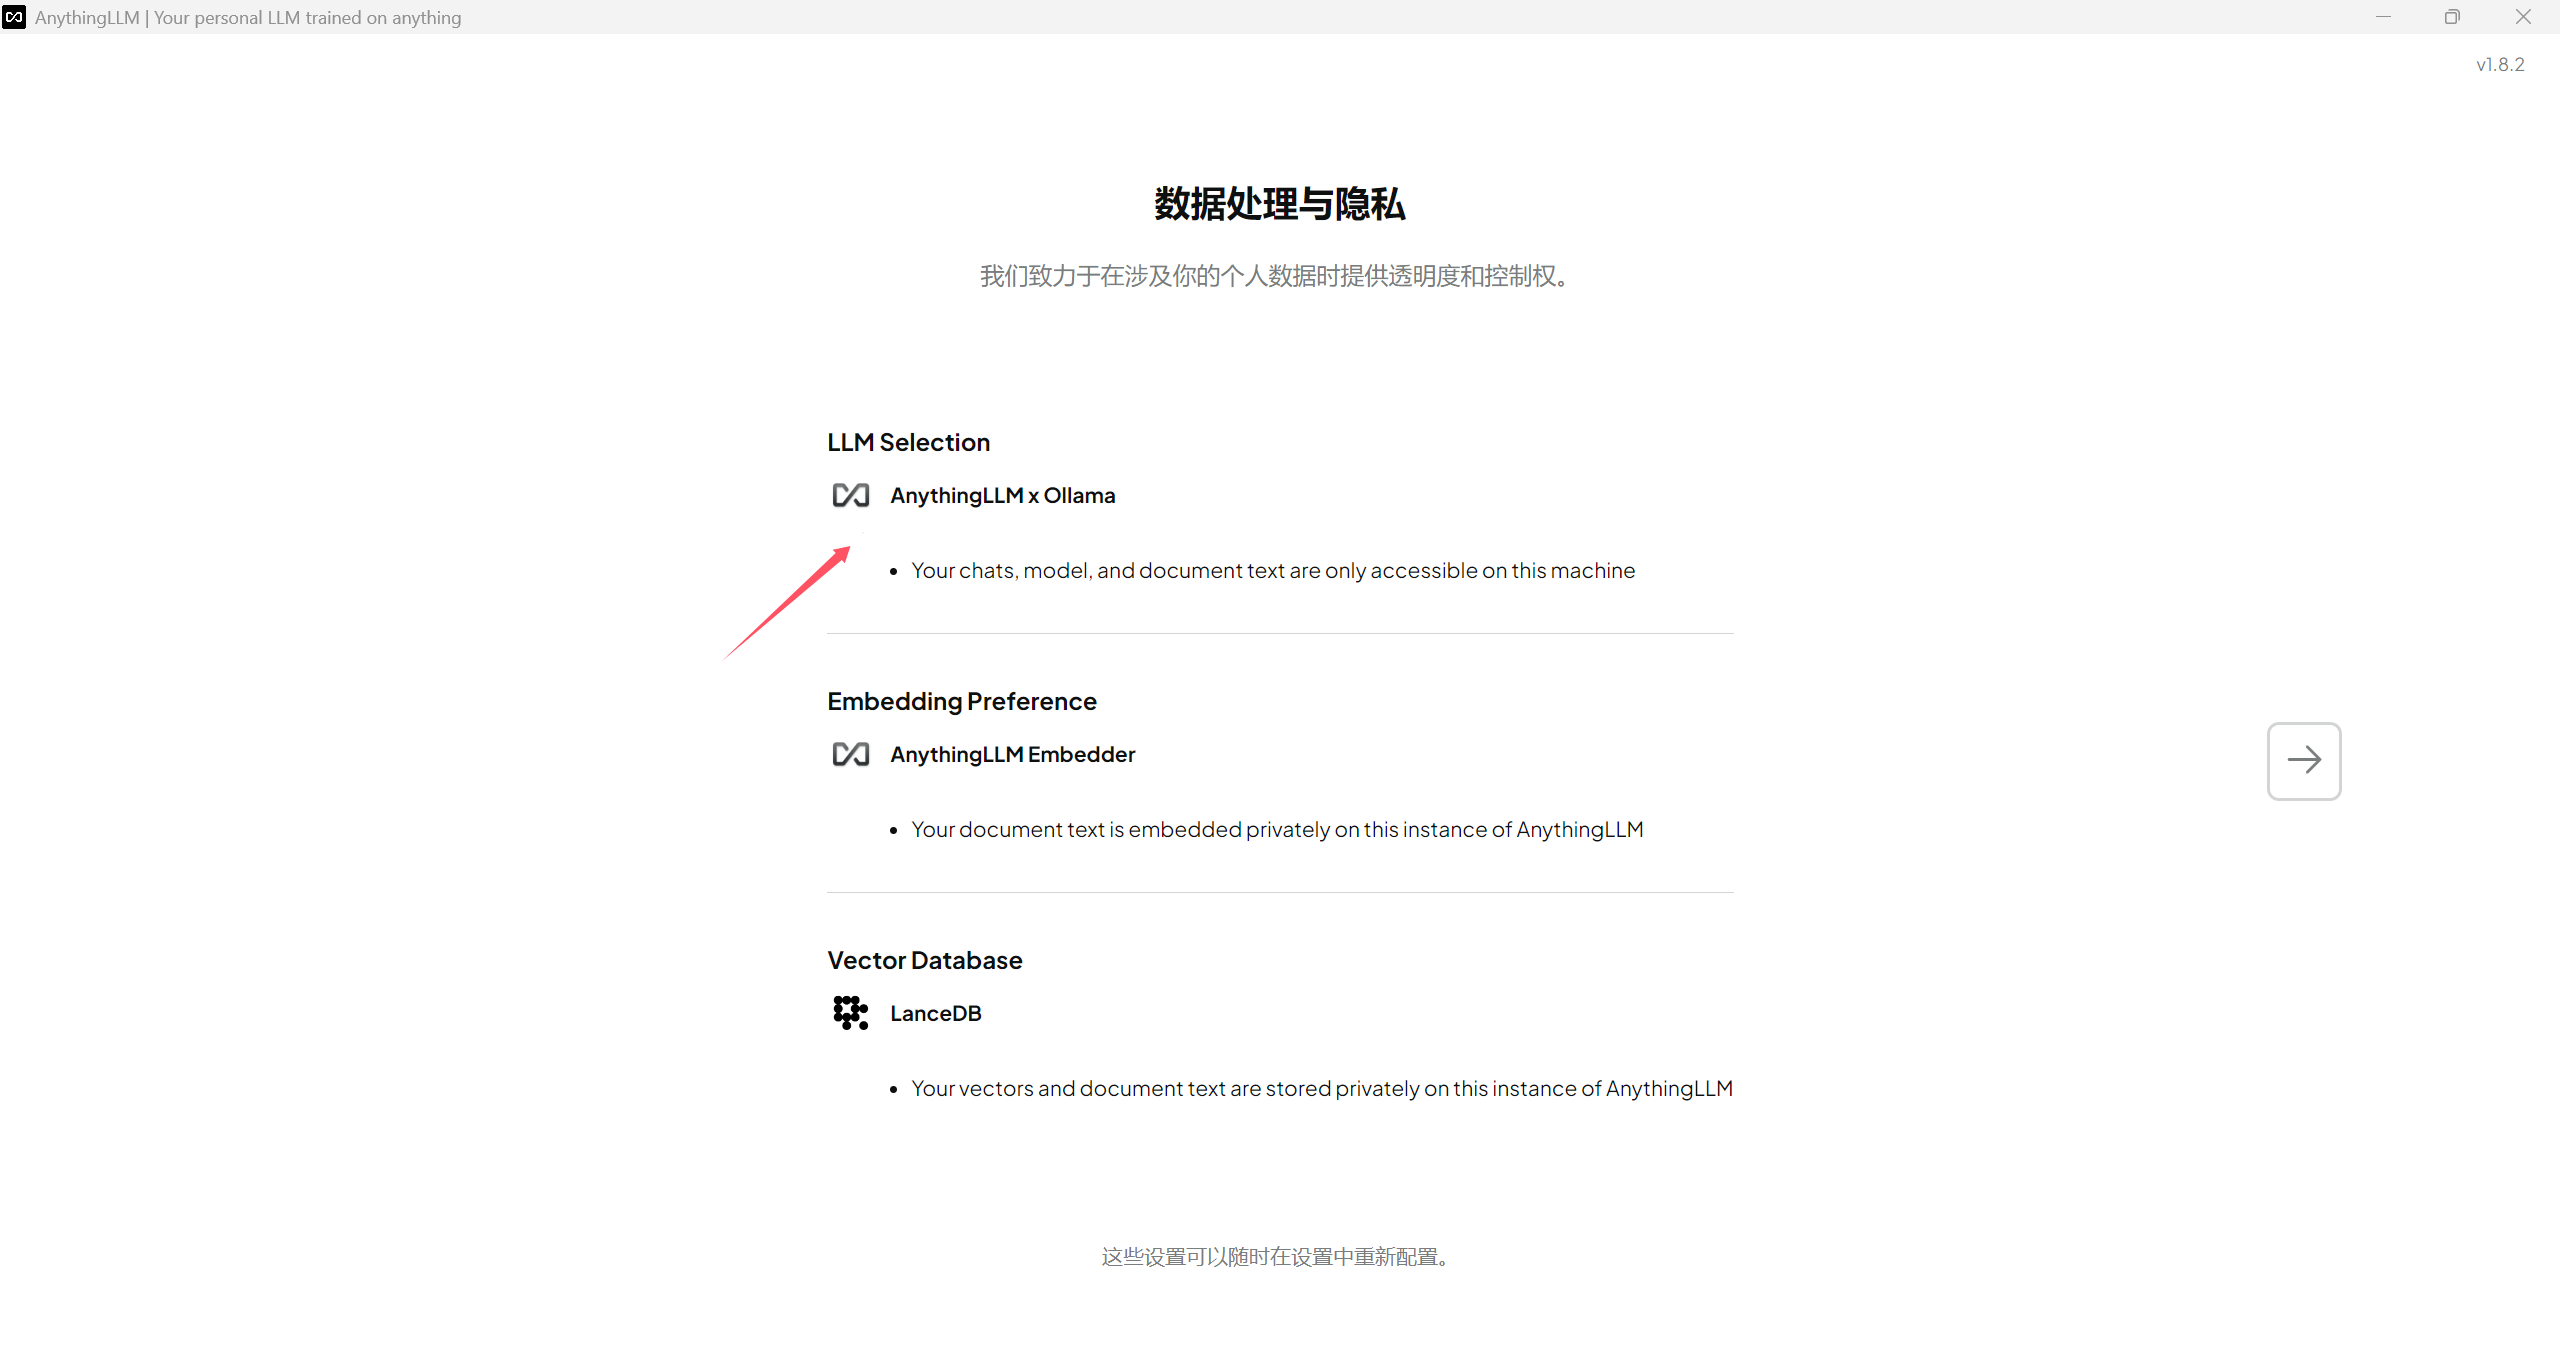 AnythingLLM | Your personal LLM trained on anything
v1.8.2
数据处理与隐私
我们致力于在涉及你的个人数据时提供透明度和控制权。
LLM Selection
AnythingLLM x Ollama
• Your chats, model, and document text are only accessible on this machine
Embedding Preference
AnythingLLM Embedder
• Your document text is embedded privately on this instance of AnythingLLM
Vector Database
LanceDB
• Your vectors and document text are stored privately on this instance of AnythingLLM
这些设置可以随时在设置中重新配置。